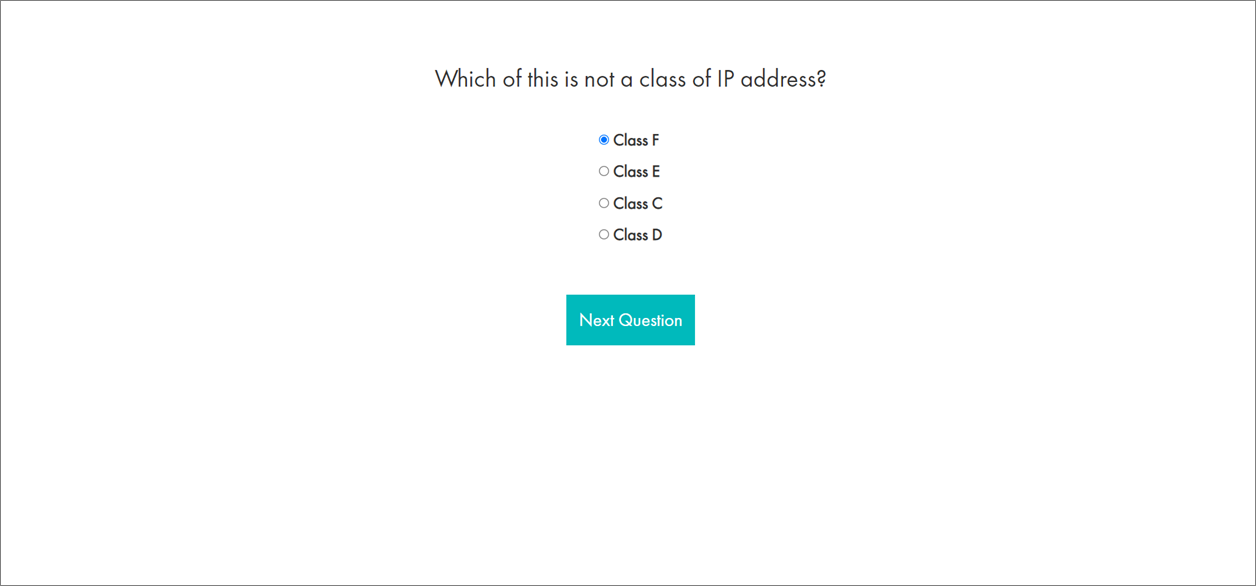 Which of this is not a class of IP address?
Class F
Class E
Class C
Class D
Next Question